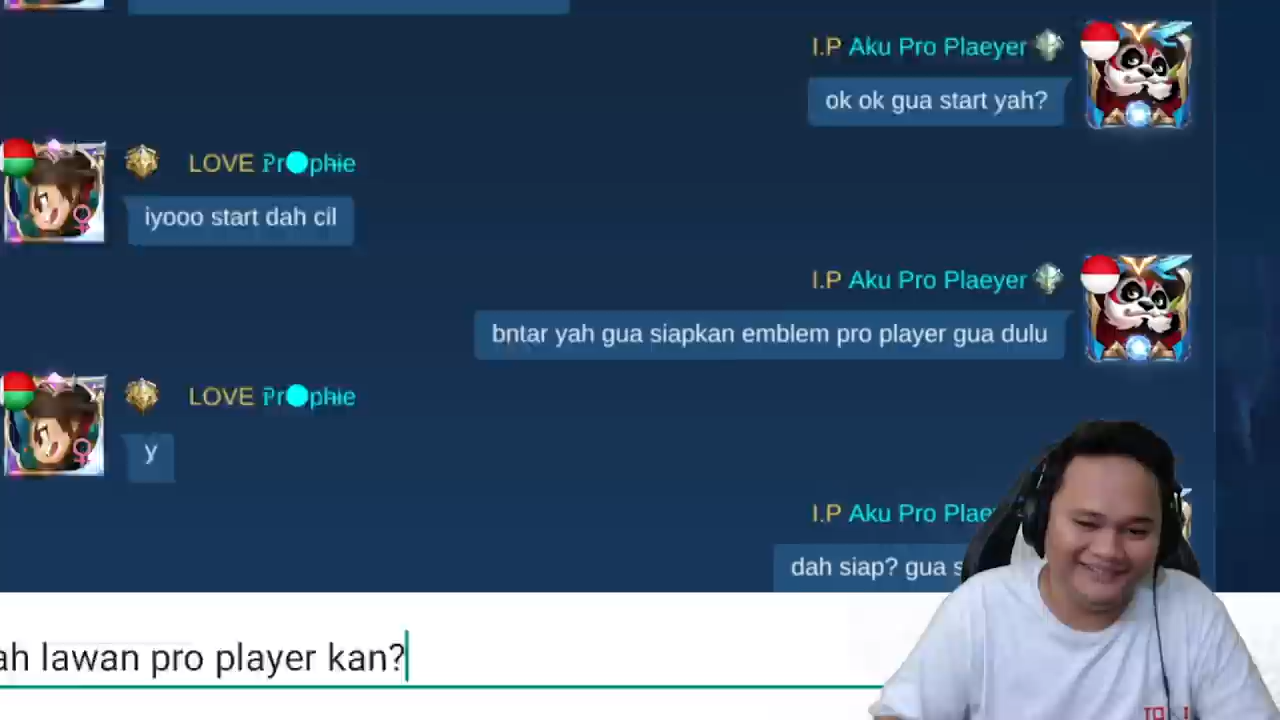 I.P Aku Pro Plaeyer
ok ok gua start yah?
LOVE Pr●phie
iyooo start dah cil
I.P Aku Pro Plaeyer
bntar yah gua siapkan emblem pro player gua dulu
LOVE Pr●phie
y
I.P Aku Pro Plae
dah siap? gua s
ah lawan pro player kan?